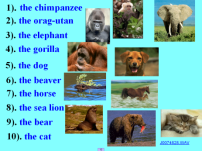 1). the chimpanzee
2). the orag-utan
3). the elephant
4). the gorilla
5). the dog
6). the beaver
7). the horse
8). the sea lion
9). the bear
10). the cat